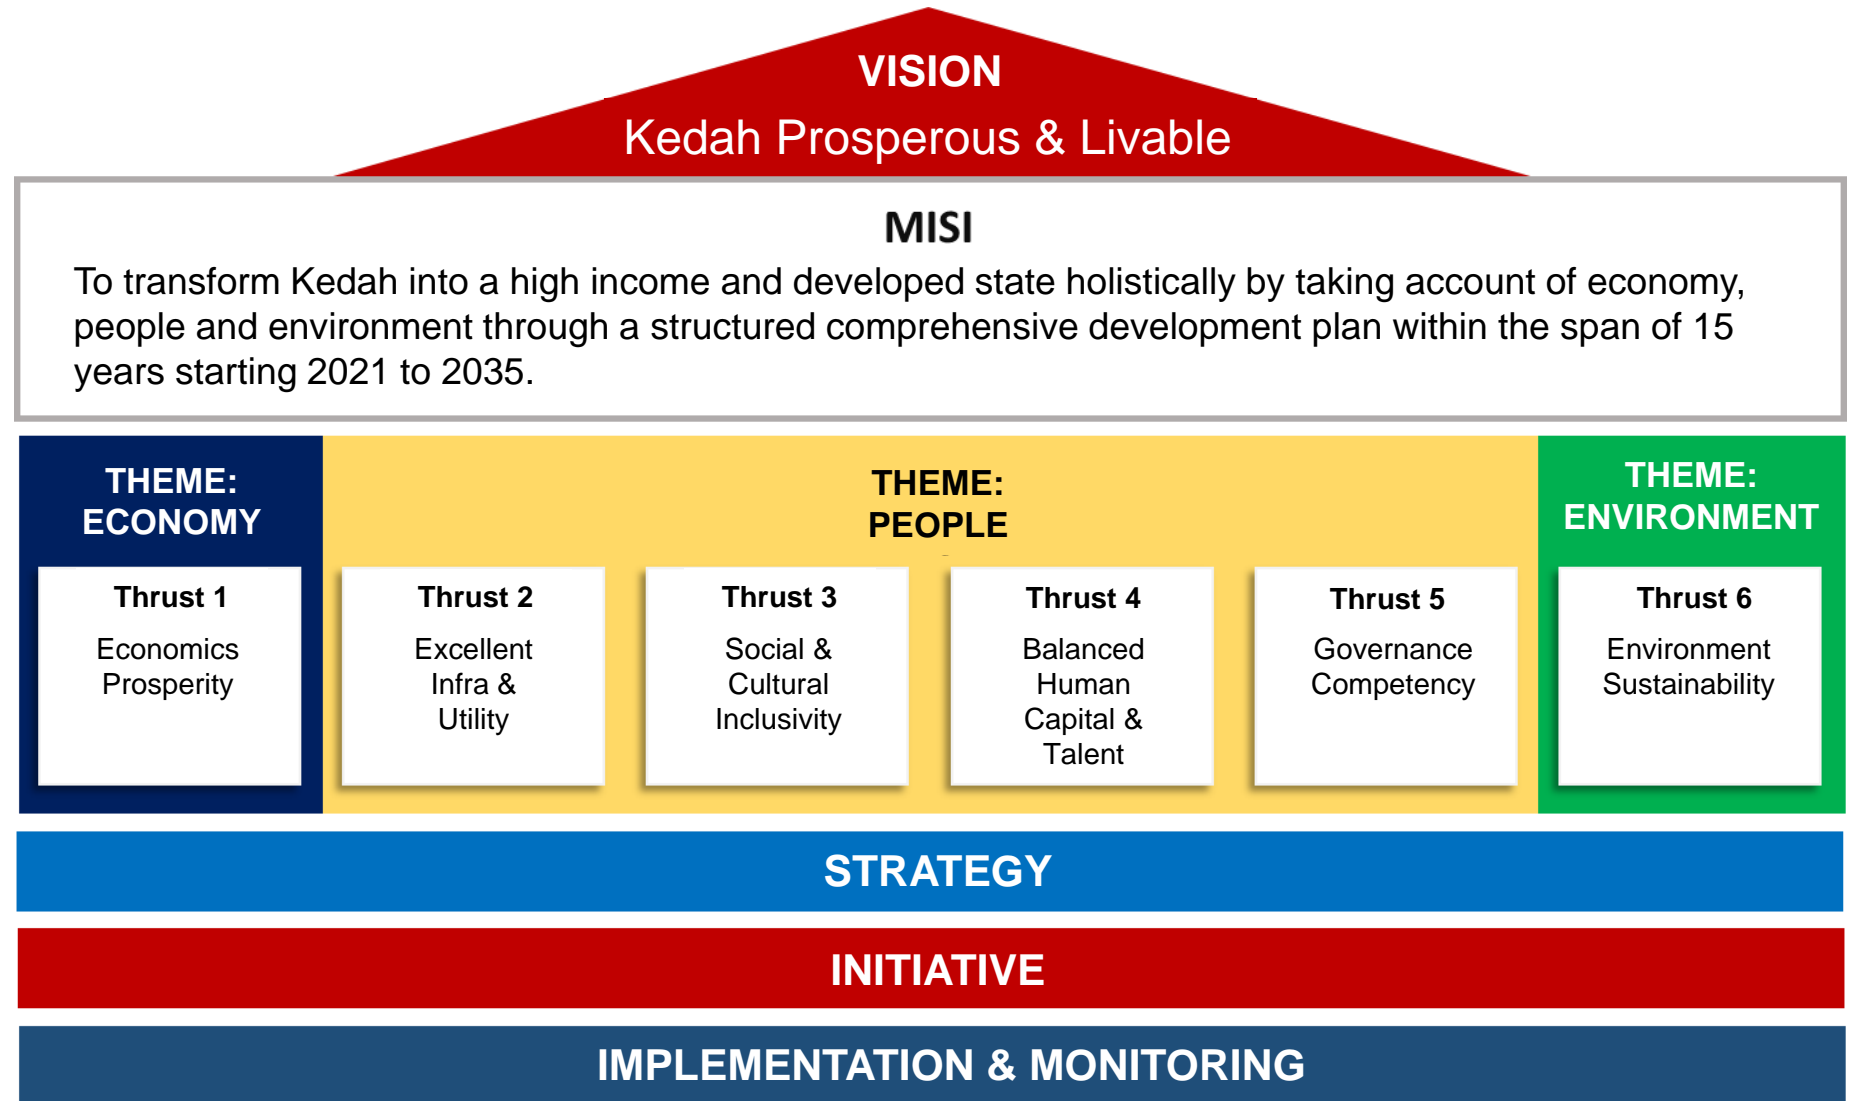 VISION
Kedah Prosperous & Livable
MISI
To transform Kedah into a high income and developed state holistically by taking account of economy,
people and environment through a structured comprehensive development plan within the span of 15
years starting 2021 to 2035.
THEME:
ECONOMY
THEME:
PEOPLE
THEME:
ENVIRONMENT
Thrust 1
Economics
Prosperity
Thrust 2
Excellent
Infra &
Utility
Thrust 3
Social &
Cultural
Inclusivity
Thrust 4
Balanced
Human
Capital &
Talent
Thrust 5
Governance
Competency
Thrust 6
Environment
Sustainability
STRATEGY
INITIATIVE
IMPLEMENTATION & MONITORING